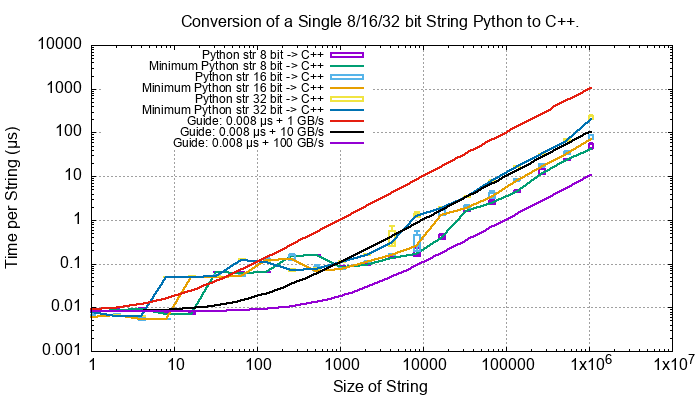 Conversion of a Single 8/16/32 bit String Python to C++.
10000
1000
100
10
1
0.1
0.01
0.001
Time per String (µs)
Python str 8 bit -> C++
Minimum Python str 8 bit -> C++
Python str 16 bit -> C++
Minimum Python str 16 bit -> C++
Python str 32 bit -> C++
Minimum Python str 32 bit -> C++
Guide: 0.008 µs + 1 GB/s
Guide: 0.008 µs + 10 GB/s
Guide: 0.008 µs + 100 GB/s
1 10 100 1000 10000 100000 1x10⁶ 1x10⁷
Size of String